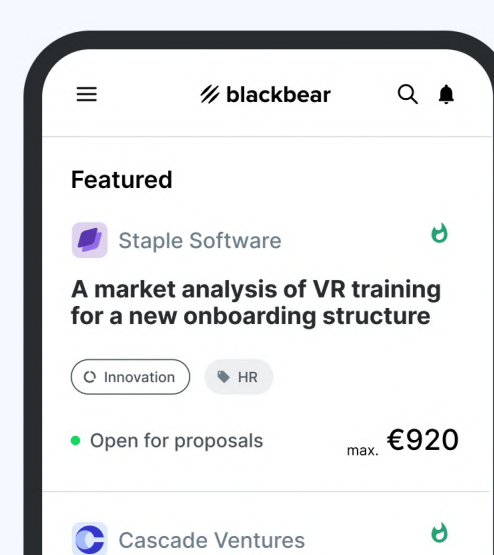 blackbear
Featured
Staple Software
A market analysis of VR training
for a new onboarding structure
Innovation HR
Open for proposals max. €920
Cascade Ventures